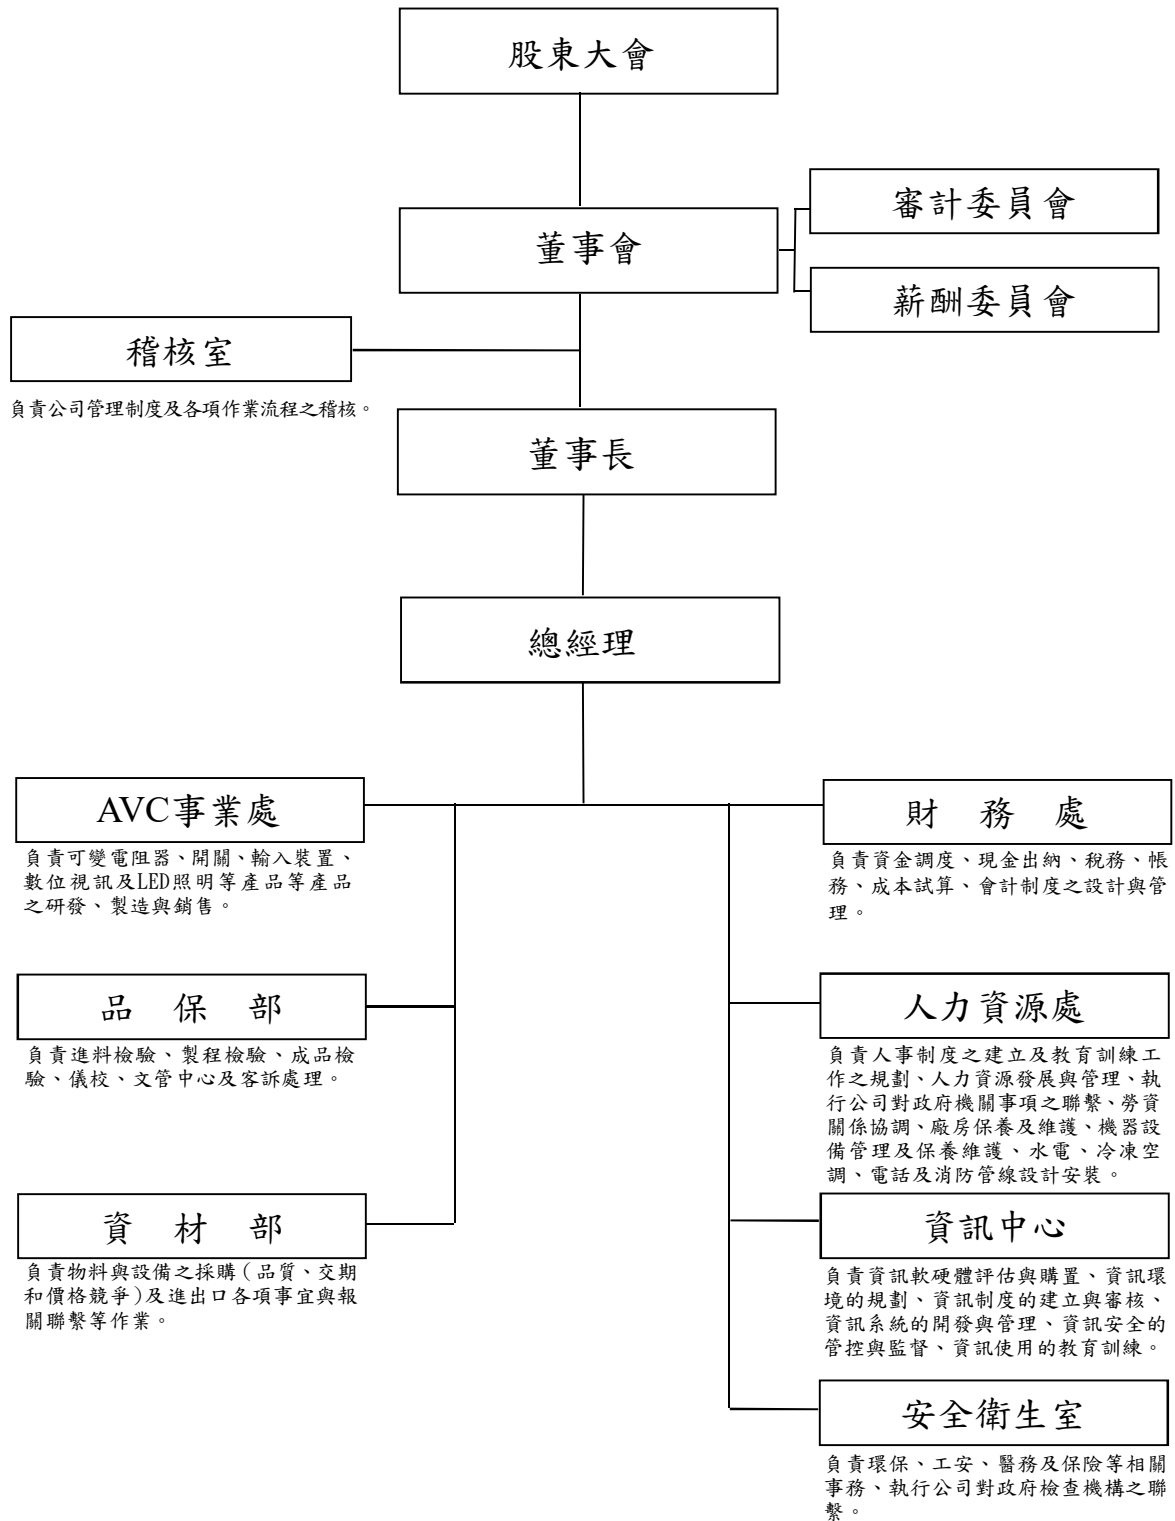 股東大會
董事會
審計委員會
薪酬委員會
稽核室
負責公司管理制度及各項作業流程之稽核。
董事長
總經理
AVC事業處
負責可變電阻器、開關、輸入裝置、
數位視訊及LED照明等產品等產品
之研發、製造與銷售。
品 保 部
負責進料檢驗、製程檢驗、成品檢
驗、儀校、文管中心及客訴處理。
資 材 部
負責物料與設備之採購(品質、交期
和價格競爭)及進出口各項事宜與報
關聯繫等作業。
財 務 處
負責資金調度、現金出納、稅務、帳
務、成本試算、會計制度之設計與管
理。
人力資源處
負責人事制度之建立及教育訓練工
作之規劃、人力資源發展與管理、執
行公司對政府機關事項之聯繫、勞資
關係協調、廠房保養及維護、機器設
備管理及保養維護、水電、冷凍空
調、電話及消防管線設計安裝。
資訊中心
負責資訊軟硬體評估與購置、資訊環
境的規劃、資訊制度的建立與審核、
資訊系統的開發與管理、資訊安全的
管控與監督、資訊使用的教育訓練。
安全衛生室
負責環保、工安、醫務及保險等相關
事務、執行公司對政府檢查機構之聯
繫。